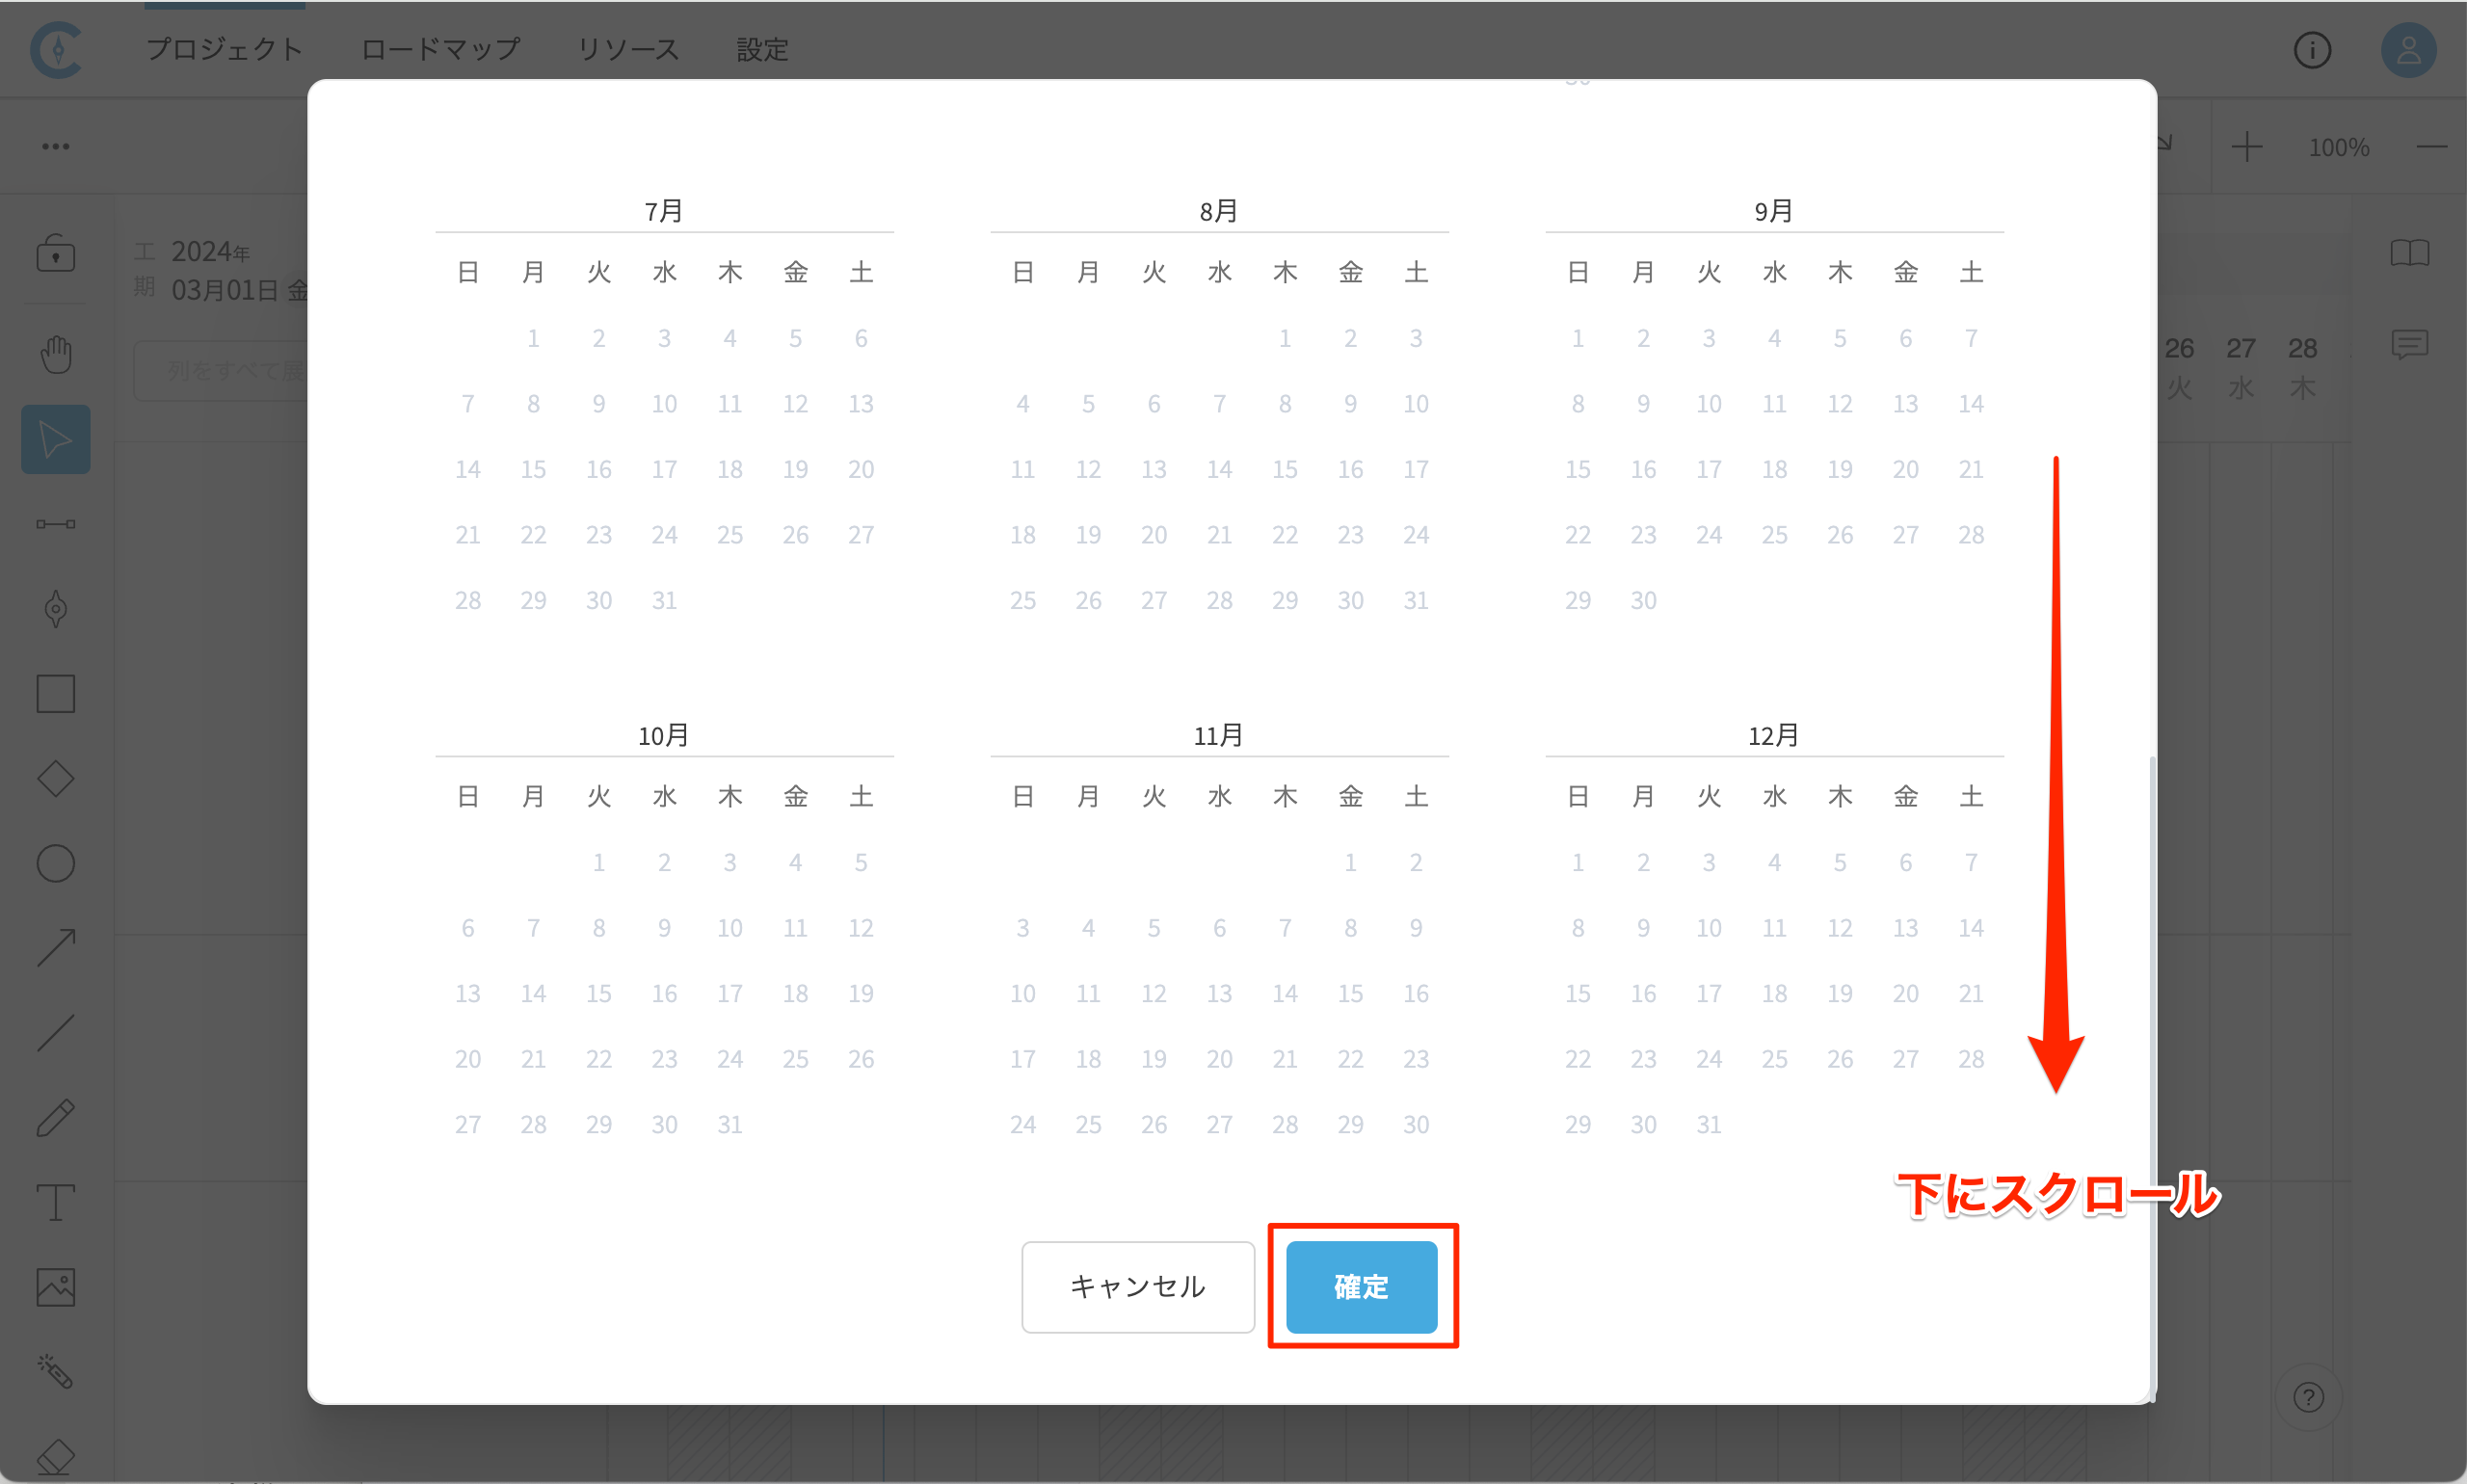 プロジェクト ロードマップ リソース 設定
100%
工期 2024年
03月01日 金
列をすべて展
26 27 28
火 水 木
7月
日 月 火 水 木 金 土
1 2 3 4 5 6
7 8 9 10 11 12 13
14 15 16 17 18 19 20
21 22 23 24 25 26 27
28 29 30 31
8月
日 月 火 水 木 金 土
1 2 3
4 5 6 7 8 9 10
11 12 13 14 15 16 17
18 19 20 21 22 23 24
25 26 27 28 29 30 31
9月
日 月 火 水 木 金 土
1 2 3 4 5 6 7
8 9 10 11 12 13 14
15 16 17 18 19 20 21
22 23 24 25 26 27 28
29 30
10月
日 月 火 水 木 金 土
1 2 3 4 5
6 7 8 9 10 11 12
13 14 15 16 17 18 19
20 21 22 23 24 25 26
27 28 29 30 31
11月
日 月 火 水 木 金 土
1 2
3 4 5 6 7 8 9
10 11 12 13 14 15 16
17 18 19 20 21 22 23
24 25 26 27 28 29 30
12月
日 月 火 水 木 金 土
1 2 3 4 5 6 7
8 9 10 11 12 13 14
15 16 17 18 19 20 21
22 23 24 25 26 27 28
29 30 31
下にスクロール
キャンセル 確定